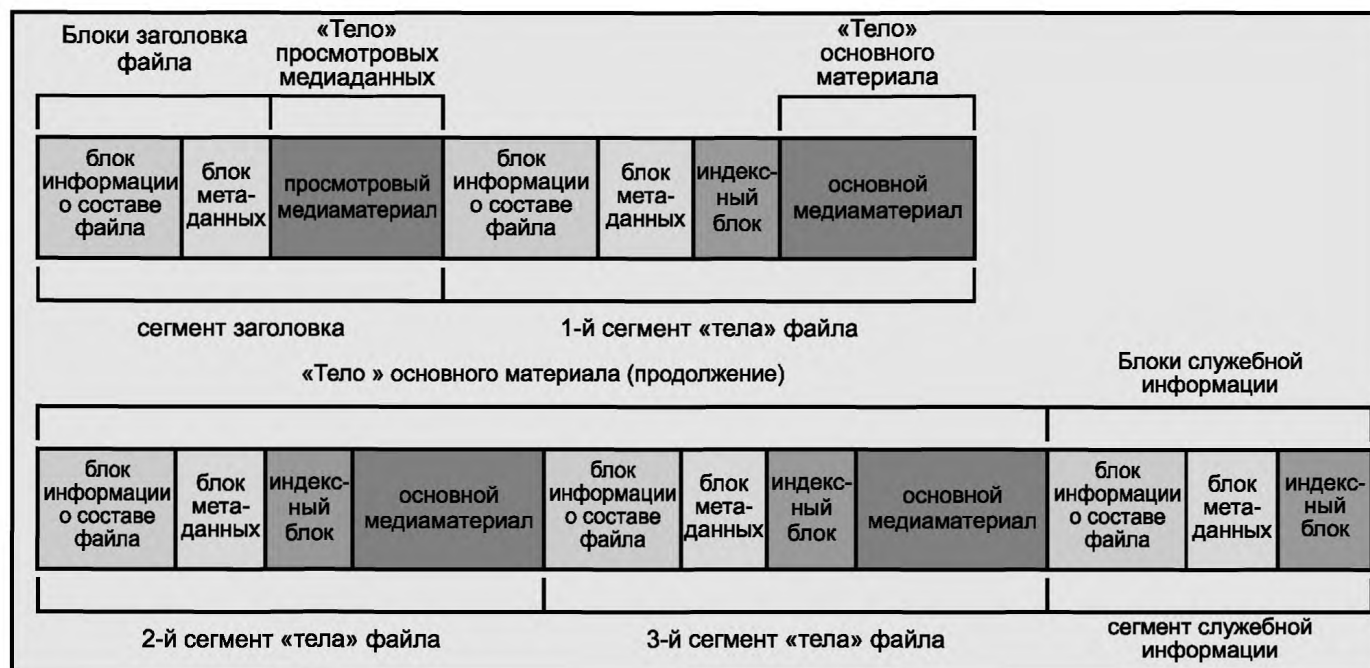 Блоки заголовка
файла
«Тело»
просмотровых
медиаданных
«Тело»
основного
материала
блок
информации
о составе
файла
блок
мета-
данных
просмотровый
медиаматериал
блок
информации
о составе
файла
блок
мета-
данных
индекс-
ный
блок
основной
медиаматериал
сегмент заголовка
1-й сегмент «тела» файла
«Тело » основного материала (продолжение)
Блоки служебной
информации
блок
информации
о составе
файла
блок
мета-
данных
индекс-
ный
блок
основной
медиаматериал
блок
информации
о составе
файла
блок
мета-
данных
индекс-
ный
блок
основной
медиаматериал
блок
информации
о составе
файла
блок
мета-
данных
индекс-
ный
блок
2-й сегмент «тела» файла
3-й сегмент «тела» файла
сегмент служебной
информации